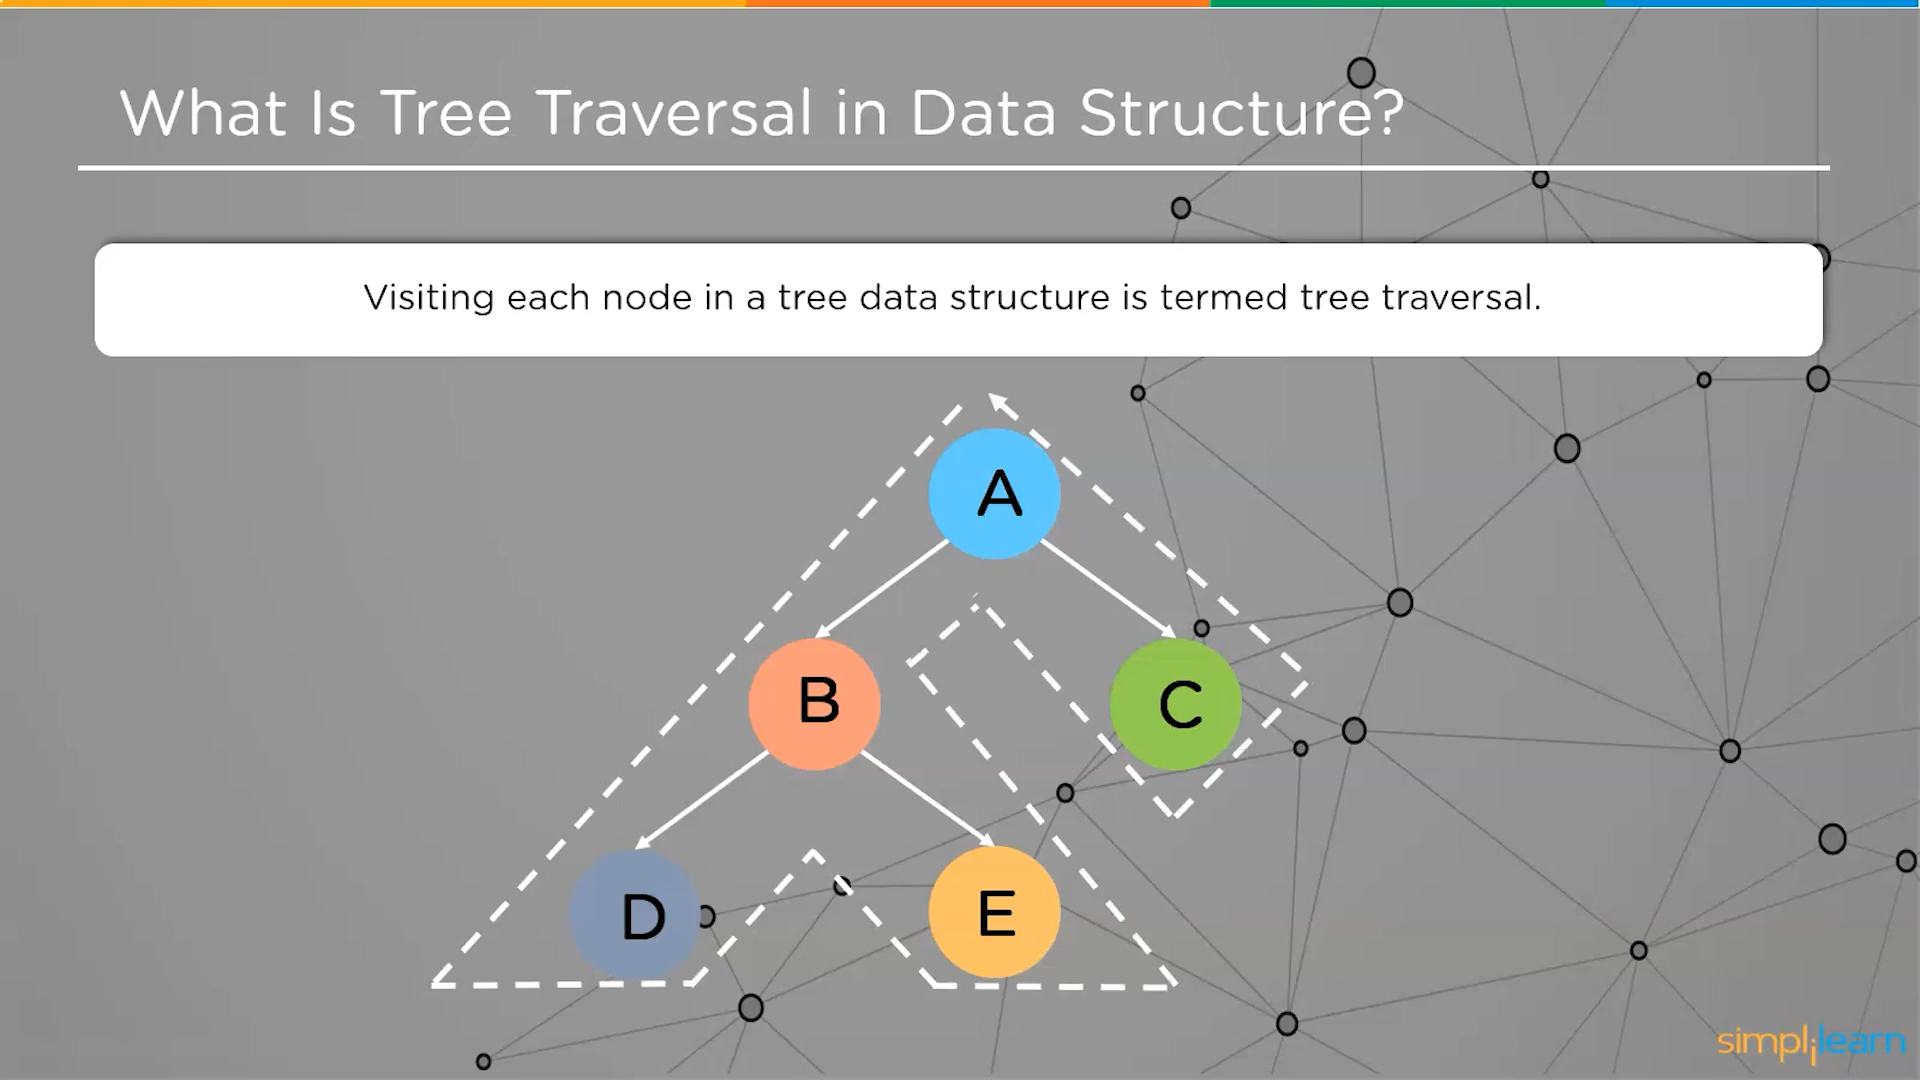 What Is Tree Traversal in Data Structure?
Visiting each node in a tree data structure is termed tree traversal.
A
B
C
D
E
simplilearn